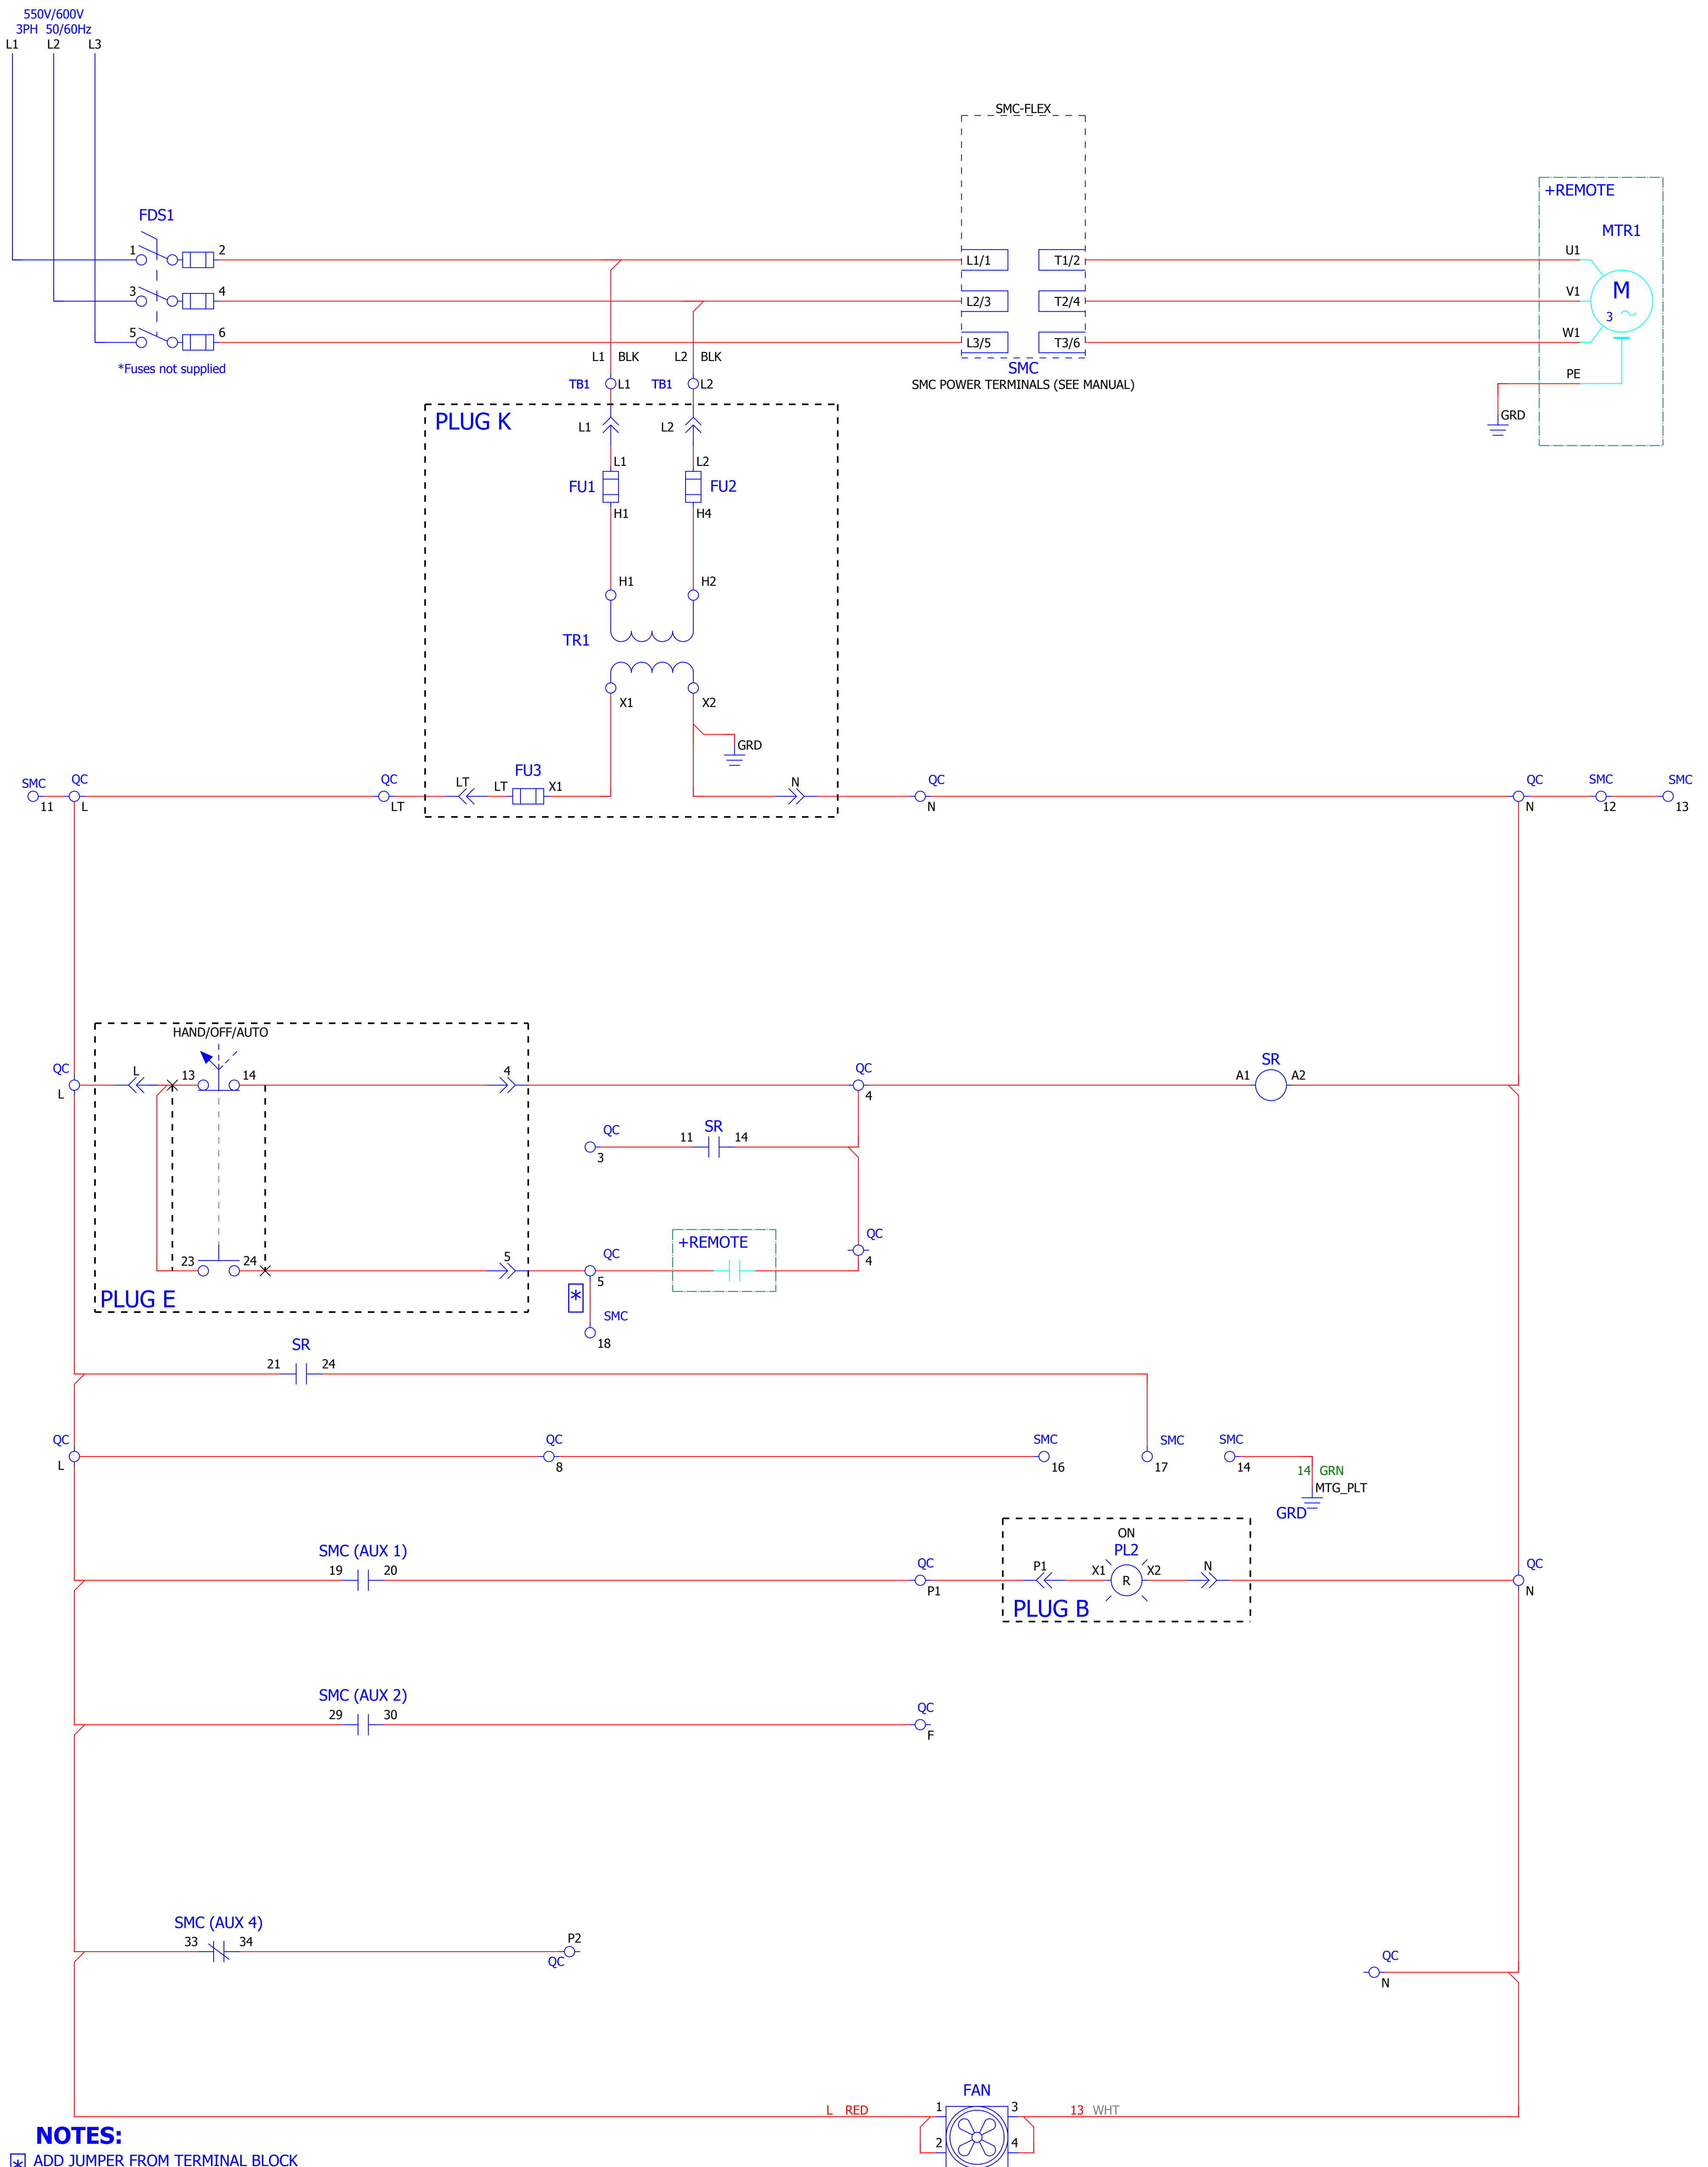 550V/600V
3PH 50/60Hz
L1 L2 L3
SMC-FLEX
+REMOTE
MTR1
FDS1
1 2 L1/1 T1/2 U1
3 4 L2/3 T2/4 V1
M
3
5 6 L3/5 T3/6 W1
*Fuses not supplied
L1 BLK L2 BLK
SMC
SMC POWER TERMINALS (SEE MANUAL)
PE
GRD
TB1 L1 TB1 L2
PLUG K
L1 L2
L1 L2
FU1 FU2
H1 H4
H1 H2
TR1
X1 X2
GRD
SMC QC QC LT LT FU3 X1 N QC QC SMC SMC
11 L LT N N 12 13
HAND/OFF/AUTO
QC L 13 14 4 QC A1 SR A2
L 4
QC 11 SR 14
3
+REMOTE
QC
4
23 24 5 QC
5
PLUG E
*
SMC
18
SR
21 24
QC QC SMC SMC SMC
L 8 16 17 14
14 GRN
MTG_PLT
GRD
ON
SMC (AUX 1) PL2
19 20 QC P1 X1 R X2 N QC
P1 N
PLUG B
SMC (AUX 2)
29 30 QC
F
SMC (AUX 4)
33 34 P2
QC
QC
N
FAN
L RED 1 3 13 WHT
2 4
NOTES:
* ADD JUMPER FROM TERMINAL BLOCK